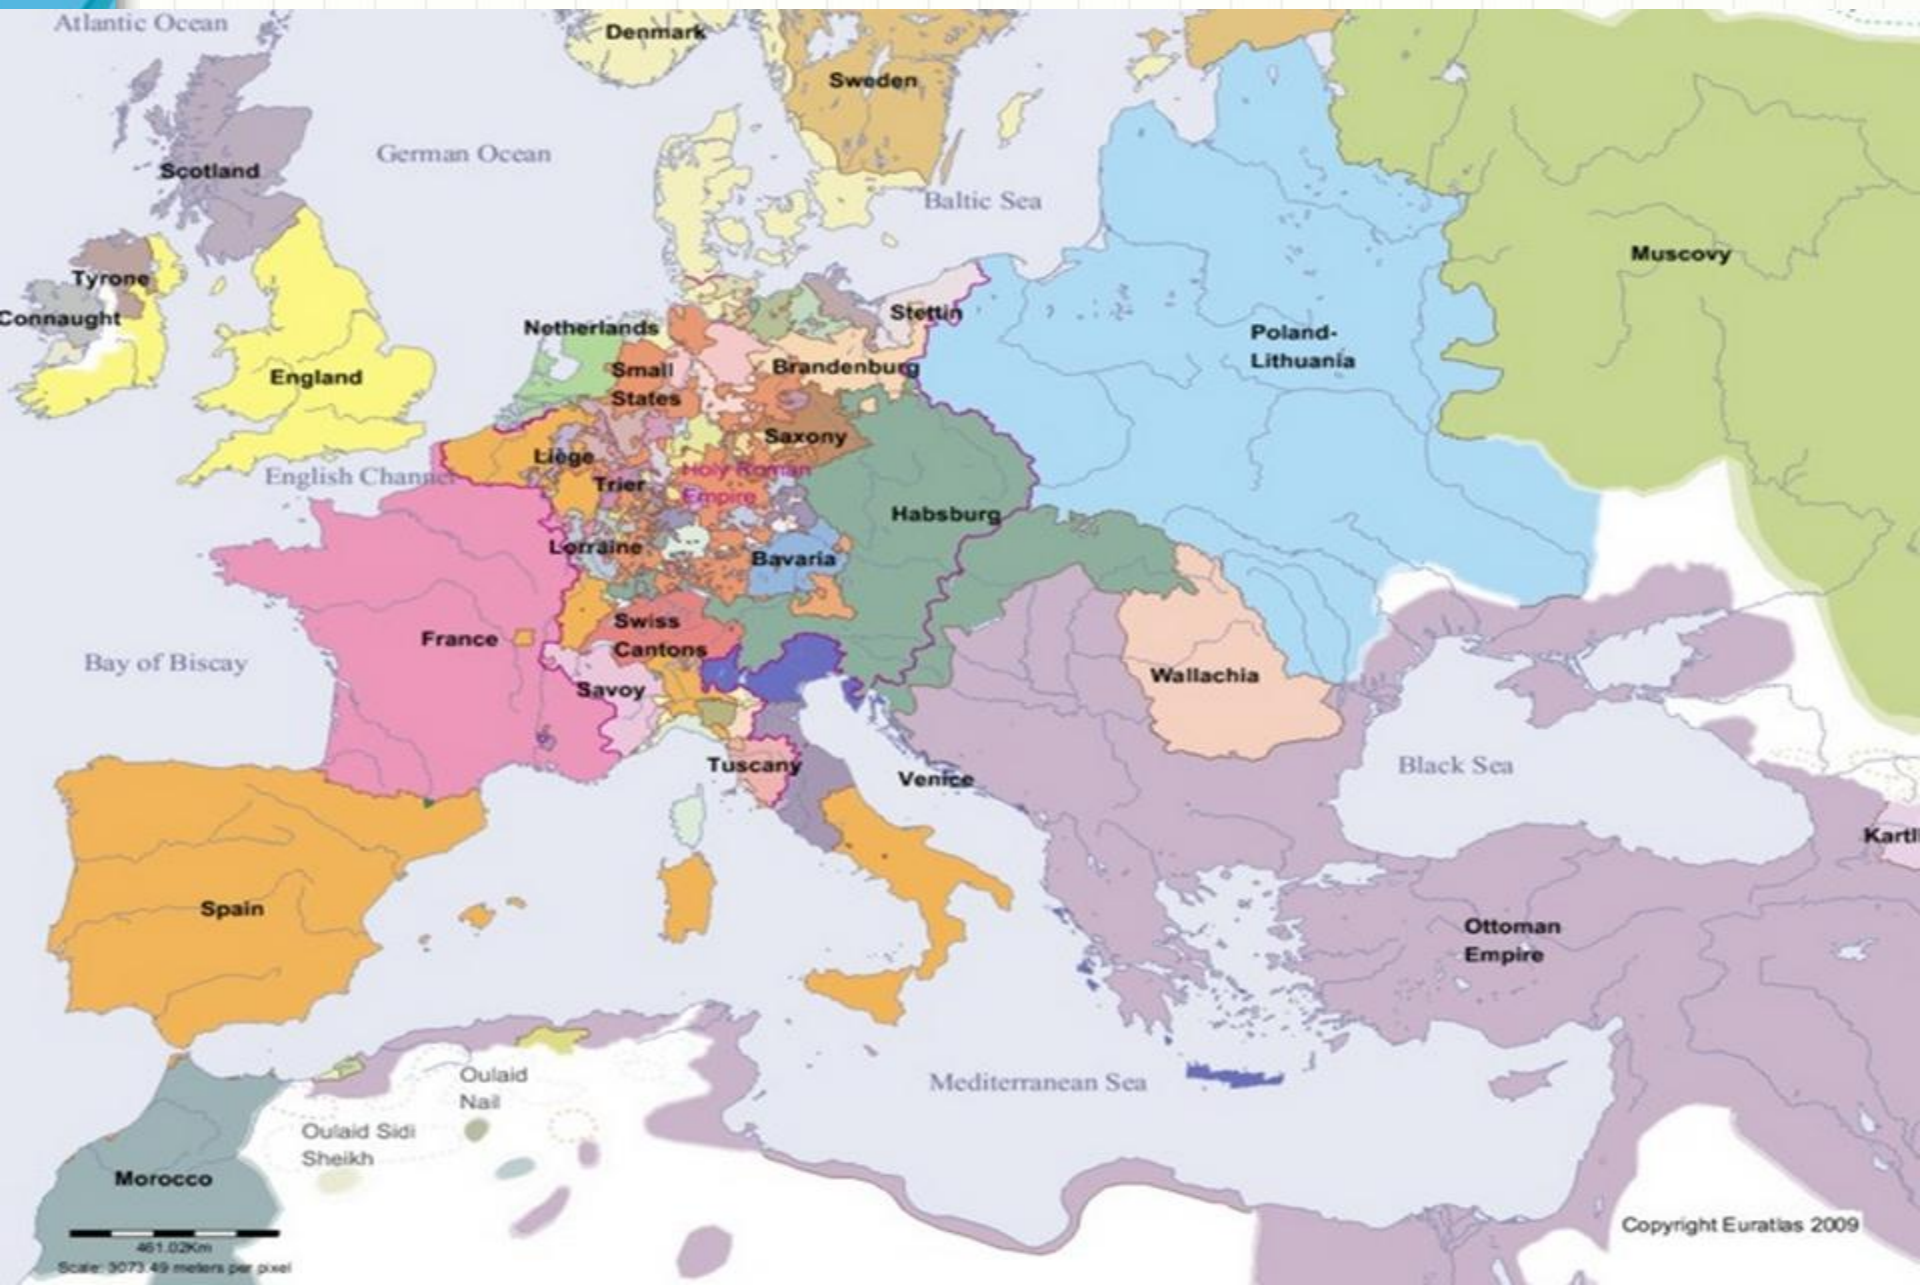 Atlantic Ocean
Denmark
Sweden
German Ocean
Scotland
Baltic Sea
Muscovy
Tyrone
Connaught
Stettin
Netherlands
Poland-
Lithuania
England
Small
States
Brandenburg
Saxony
Liège
Holy Roman
Empire
English Channel
Trier
Habsburg
Lorraine
Bavaria
Swiss
Cantons
France
Bay of Biscay
Savoy
Wallachia
Tuscany
Venice
Black Sea
Kartli
Spain
Ottoman
Empire
Mediterranean Sea
Oulaid
Nail
Oulaid Sidi
Sheikh
Morocco
461.02Km
Scale: 3073.49 meters per pixel
Copyright Euratlas 2009